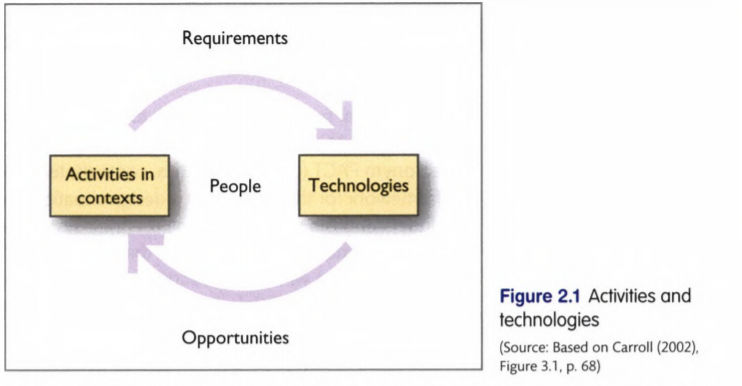 Requirements
Activities in
contexts
People
Technologies
Opportunities
Figure 2.1 Activities and
technologies
(Source: Based on Carroll (2002),
Figure 3.1, p. 68)